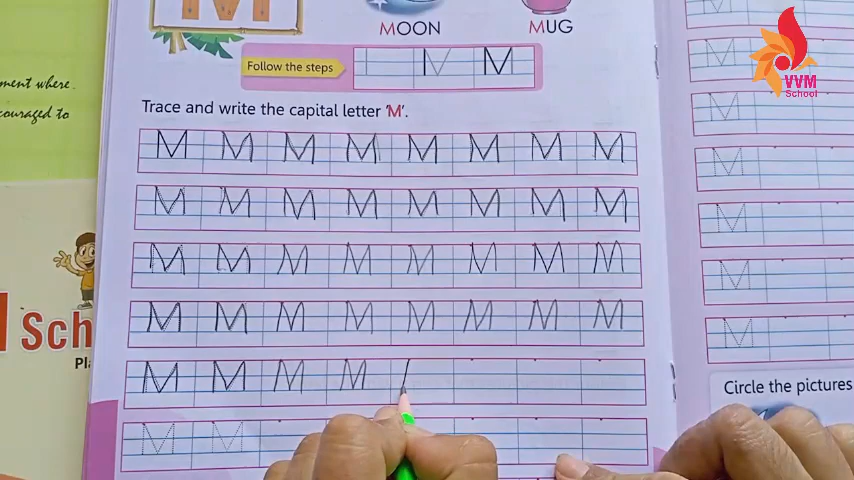 M
MOON MUG
Follow the steps M M
VVM
School
Trace and write the capital letter 'M'.
M M M M M M M M
M M M M M M M M
M M M M M M M M
M M M M M M M M
M M M M
M M
ment where
couraged to
Sch
Pla
M
M
M
M
M
M
Circle the pictures